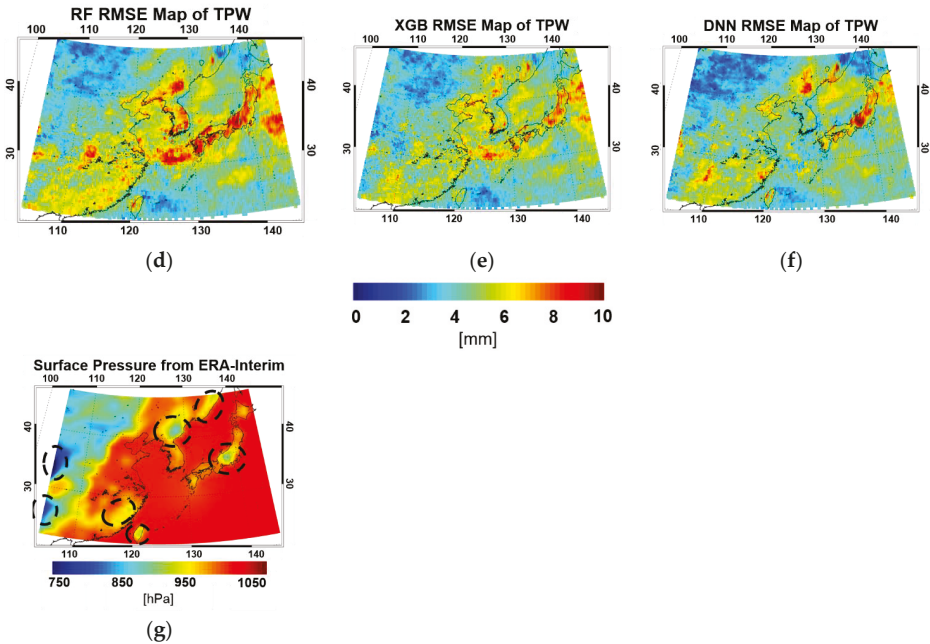 RF RMSE Map of TPW
100 110 120 130 140
40
30
40
30
110 120 130 140
(d)
XGB RMSE Map of TPW
100 110 120 130 140
40
30
40
30
110 120 130 140
(e)
DNN RMSE Map of TPW
100 110 120 130 140
40
30
40
30
110 120 130 140
(f)
0 2 4 6 8 10
[mm]
Surface Pressure from ERA-Interim
100 110 120 130 140
40
30
40
30
110 120 130 140
750 850 950 1050
[hPa]
(g)